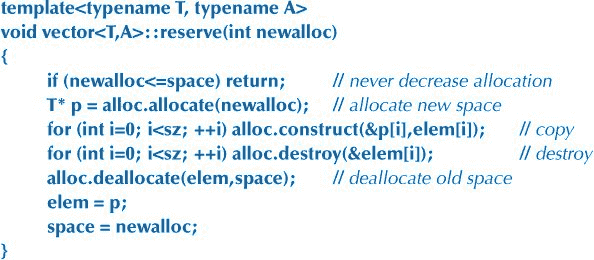 template<typename T, typename A>
void vector<T,A>::reserve(int newalloc)
{
if (newalloc<=space) return; // never decrease allocation
T* p = alloc.allocate(newalloc); // allocate new space
for (int i=0; i<sz; ++i) alloc.construct(&p[i],elem[i]); // copy
for (int i=0; i<sz; ++i) alloc.destroy(&elem[i]); // destroy
alloc.deallocate(elem,space); // deallocate old space
elem = p;
space = newalloc;
}